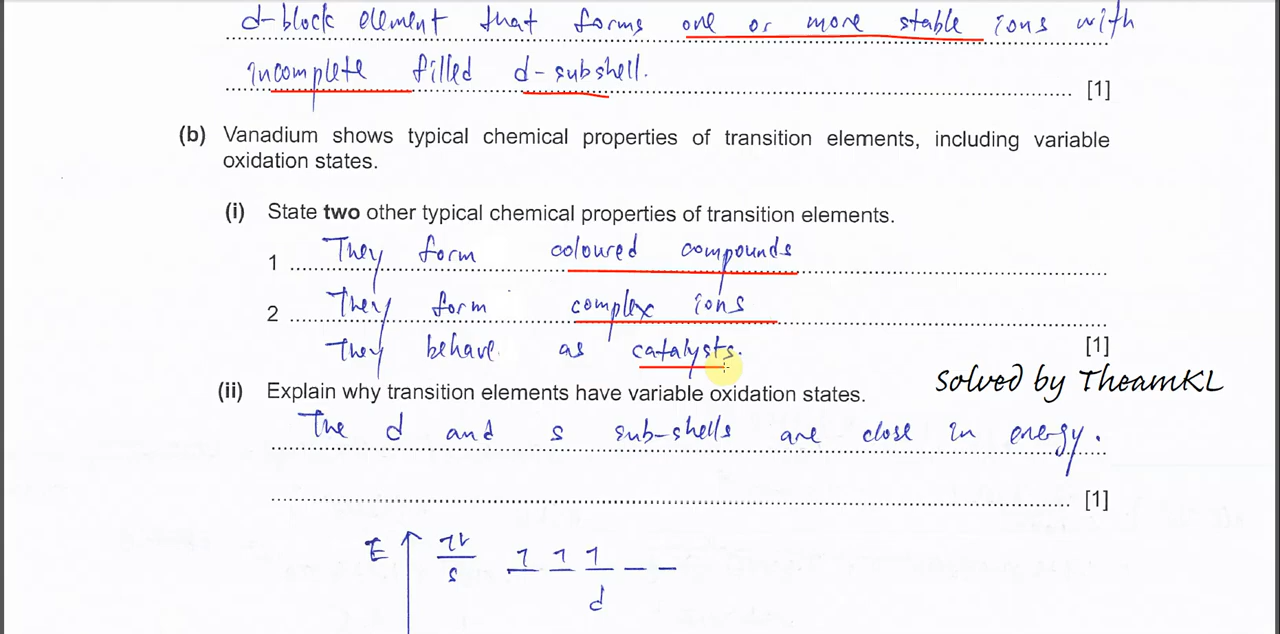 d-block element that forms one or more stable ions with
incomplete filled d-subshell.
[1]
(b) Vanadium shows typical chemical properties of transition elements, including variable
oxidation states.
(i) State two other typical chemical properties of transition elements.
1 They form coloured compounds
2 They form complex ions
They behave as catalysts.
[1]
solved by TheamKL
(ii) Explain why transition elements have variable oxidation states.
The d and s sub-shells are close in energy.
[1]
E
s
d